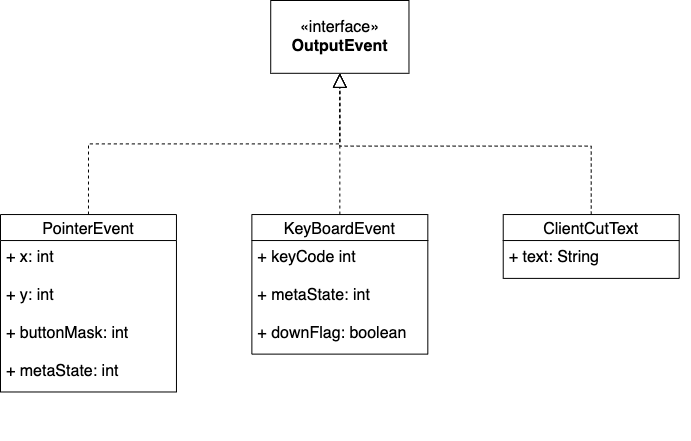 «interface»
OutputEvent
PointerEvent
+ x: int
+ y: int
+ buttonMask: int
+ metaState: int
KeyBoardEvent
+ keyCode int
+ metaState: int
+ downFlag: boolean
ClientCutText
+ text: String